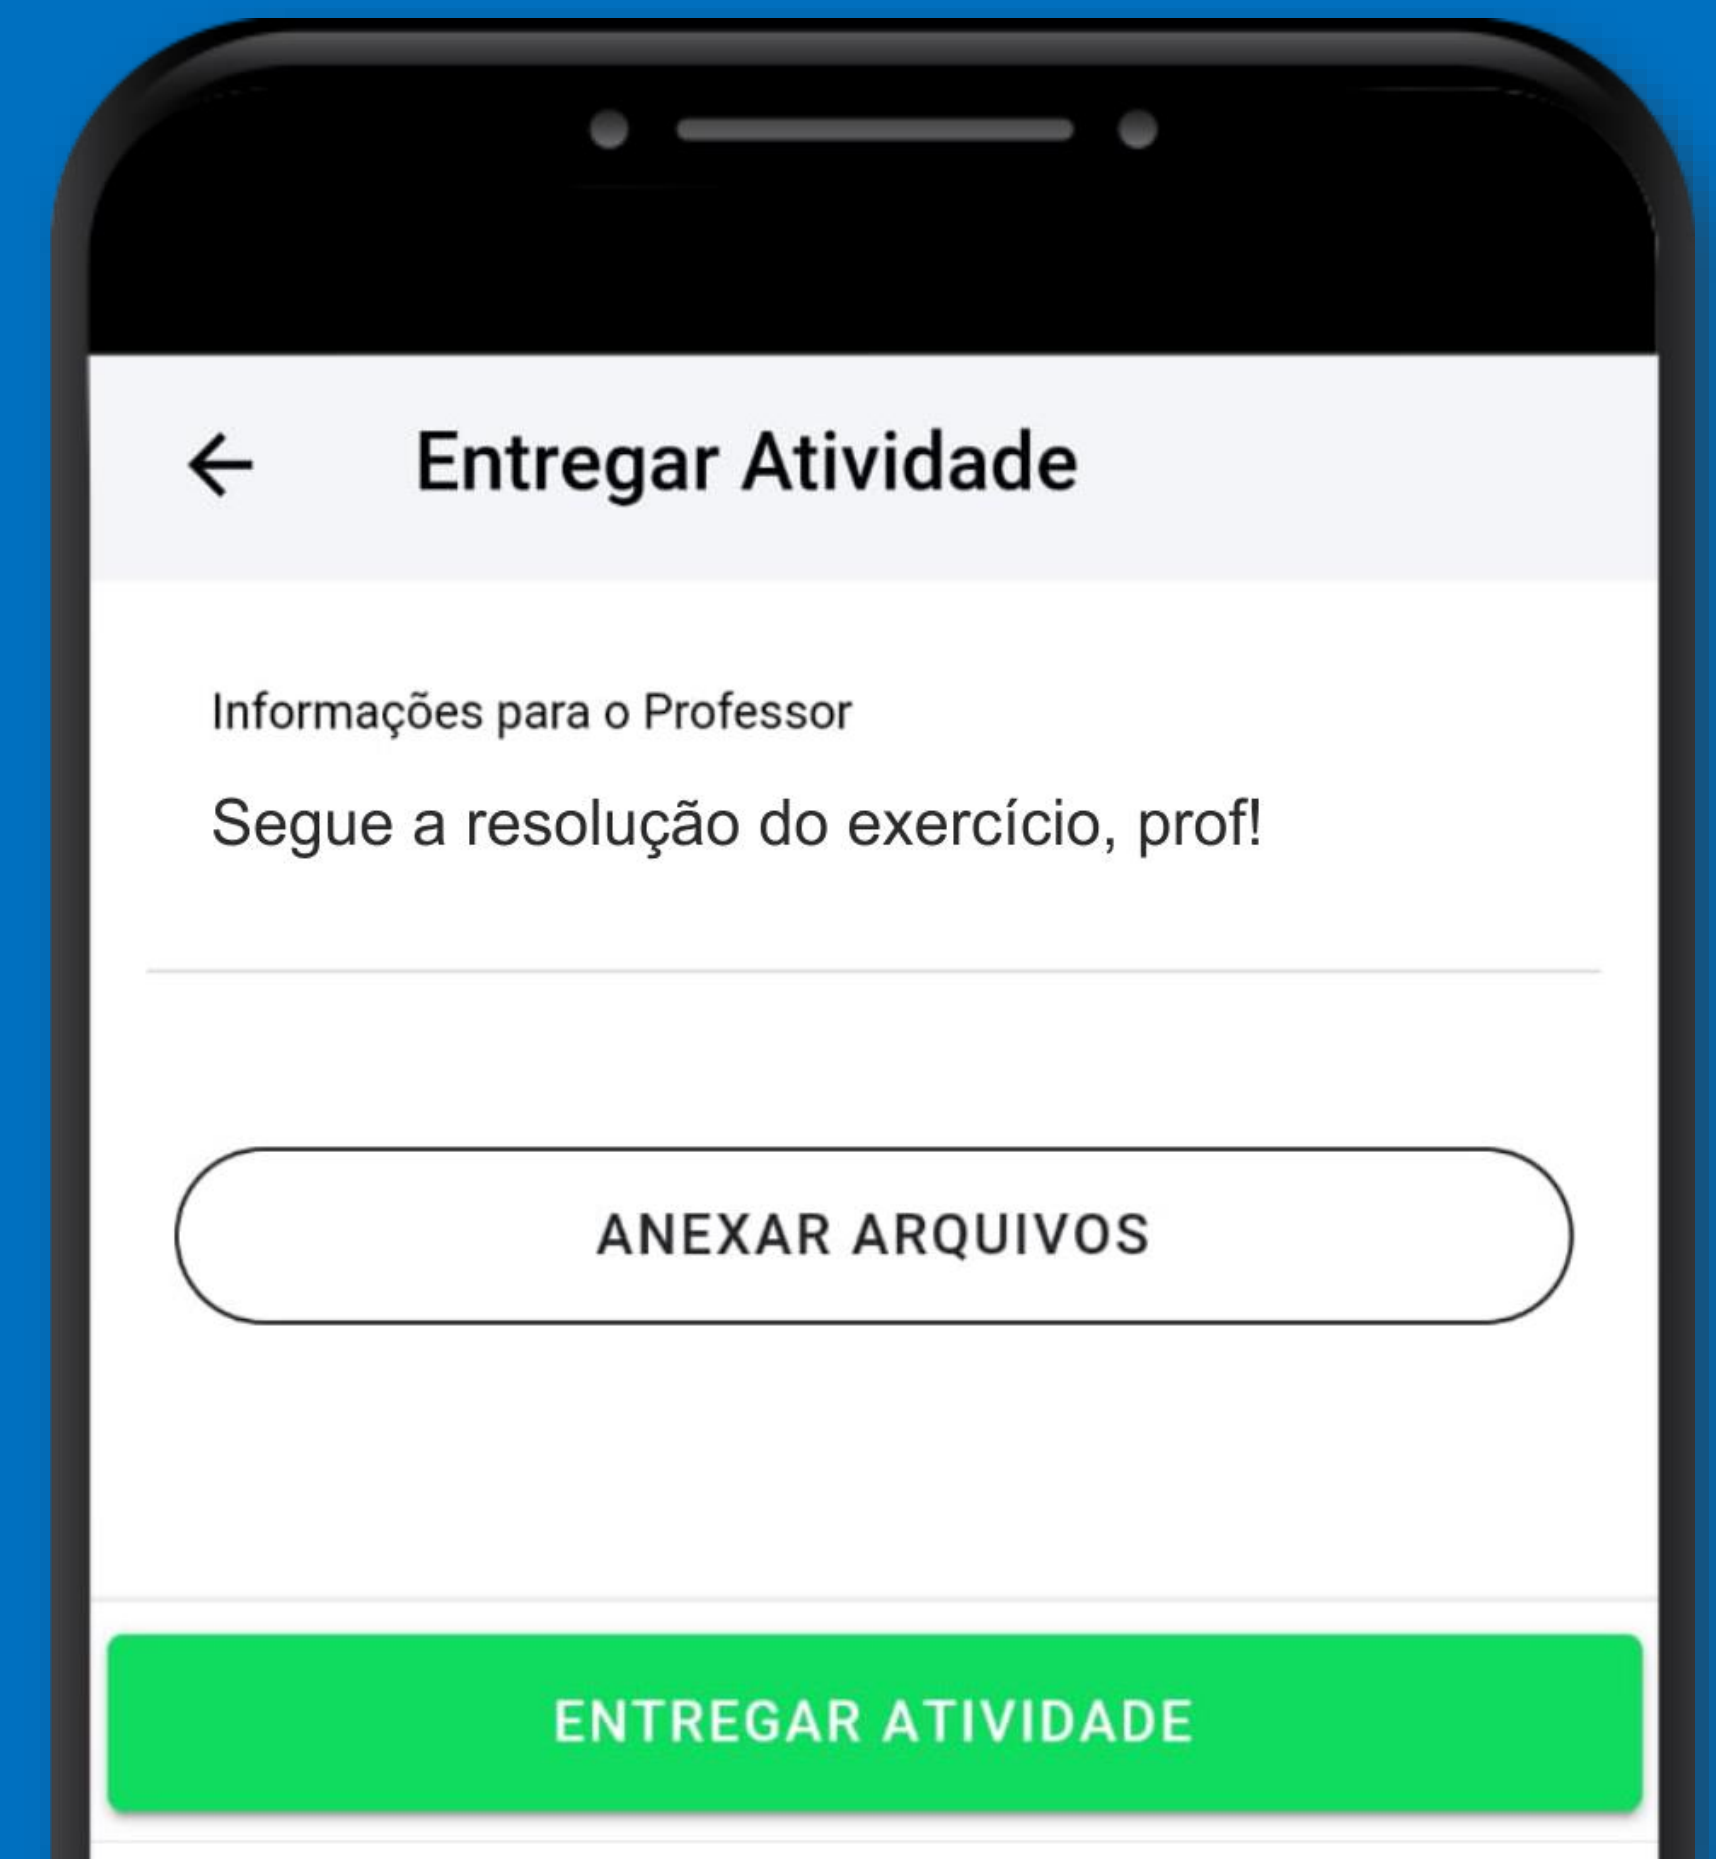 Entregar Atividade
Informações para o Professor
Segue a resolução do exercício, prof!
ANEXAR ARQUIVOS
ENTREGAR ATIVIDADE